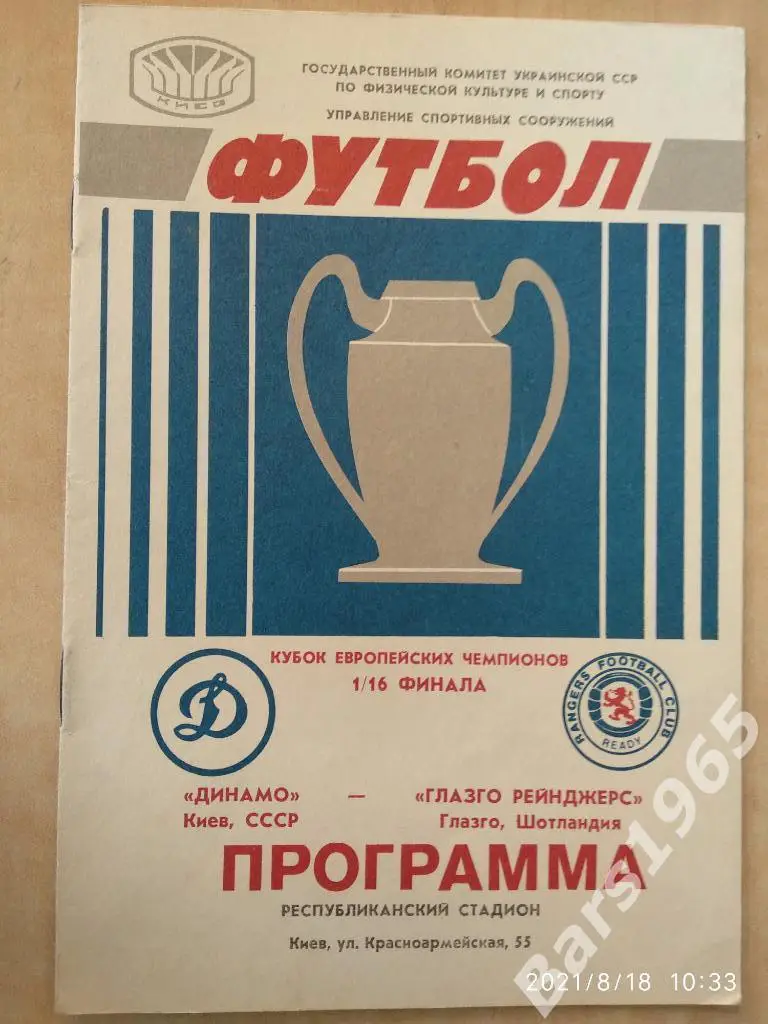 КИЕВ
ГОСУДАРСТВЕННЫЙ КОМИТЕТ УКРАИНСКОЙ ССР
ПО ФИЗИЧЕСКОЙ КУЛЬТУРЕ И СПОРТУ
УПРАВЛЕНИЕ СПОРТИВНЫХ СООРУЖЕНИЙ
ФУТБОЛ
КУБОК ЕВРОПЕЙСКИХ ЧЕМПИОНОВ
1/16 ФИНАЛА
Д
RANGERS FOOTBALL CLUB
READY
«ДИНАМО» — «ГЛАЗГО РЕЙНДЖЕРС»
Киев, СССР Глазго, Шотландия
ПРОГРАММА
РЕСПУБЛИКАНСКИЙ СТАДИОН
Киев, ул. Красноармейская, 55
Bars1965
2021/8/18 10:33